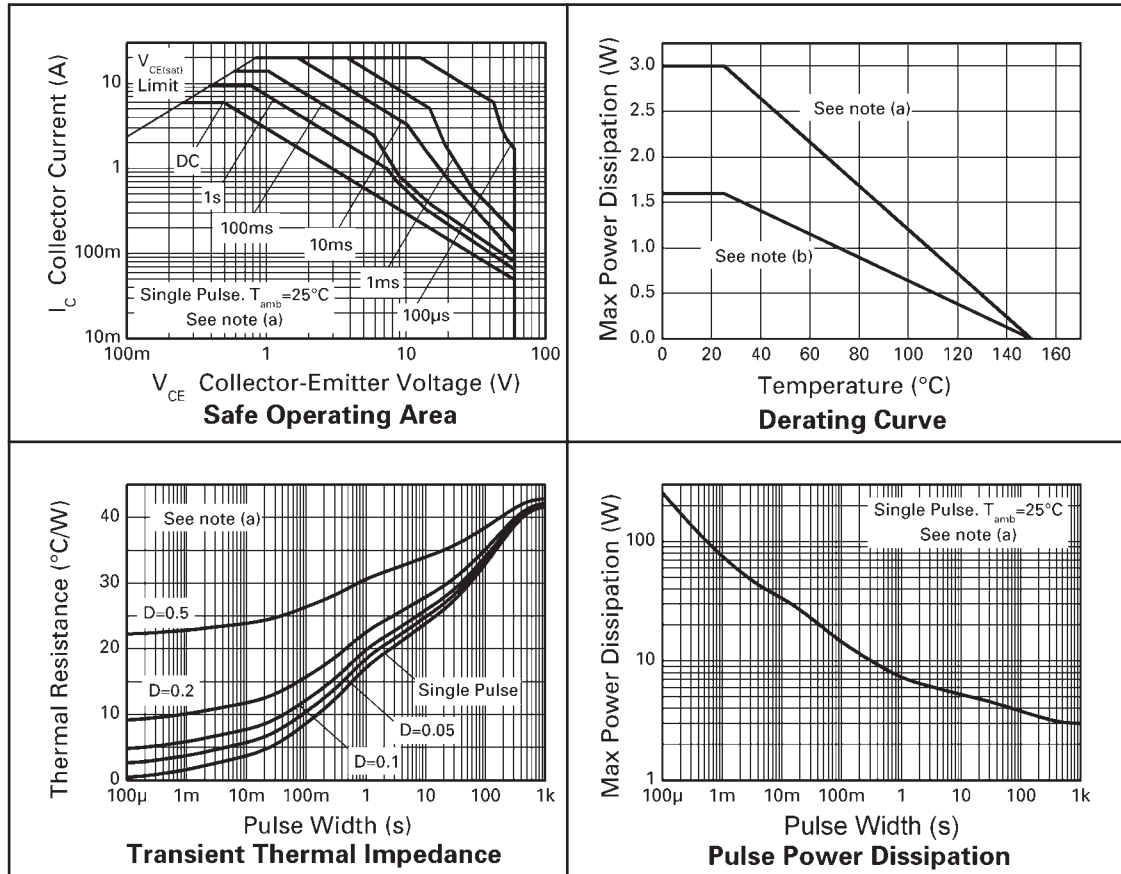 I_C Collector Current (A)
10
1
100m
10m
V_CE(sat)
Limit
DC
1s
100ms
10ms
1ms
100µs
Single Pulse. T_amb=25°C
See note (a)
100m 1 10 100
V_CE Collector-Emitter Voltage (V)
Safe Operating Area
Max Power Dissipation (W)
3.0
2.5
2.0
1.5
1.0
0.5
0.0
See note (a)
See note (b)
0 20 40 60 80 100 120 140 160
Temperature (°C)
Derating Curve
Thermal Resistance (°C/W)
40
30
20
10
0
See note (a)
D=0.5
D=0.2
Single Pulse
D=0.05
D=0.1
100µ 1m 10m 100m 1 10 100 1k
Pulse Width (s)
Transient Thermal Impedance
Max Power Dissipation (W)
100
10
1
Single Pulse. T_amb=25°C
See note (a)
100µ 1m 10m 100m 1 10 100 1k
Pulse Width (s)
Pulse Power Dissipation